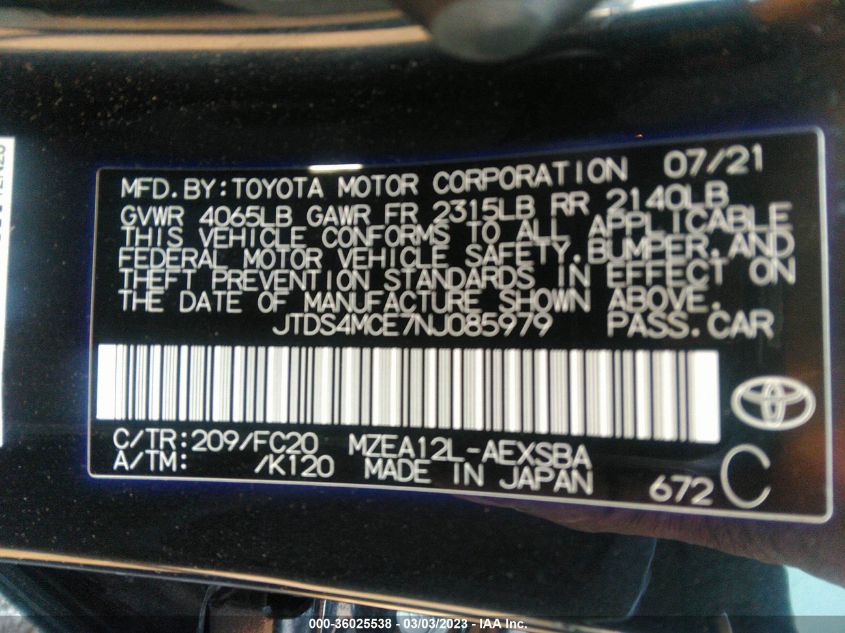 MFD.BY:TOYOTA MOTOR CORPORATION 07/21
GVWR 4065LB GAWR FR 2315LB RR 2140LB
THIS VEHICLE CONFORMS TO ALL APPLICABLE
FEDERAL MOTOR VEHICLE SAFETY,BUMPER,AND
THEFT PREVENTION STANDARDS IN EFFECT ON
THE DATE OF MANUFACTURE SHOWN ABOVE.
JTDS4MCE7NJ085979 PASS.CAR
C/TR:209/FC20 MZEA12L-AEXSBA
A/TM: /K120 MADE IN JAPAN 672 C
000-36025538 - 03/03/2023 - IAA Inc.